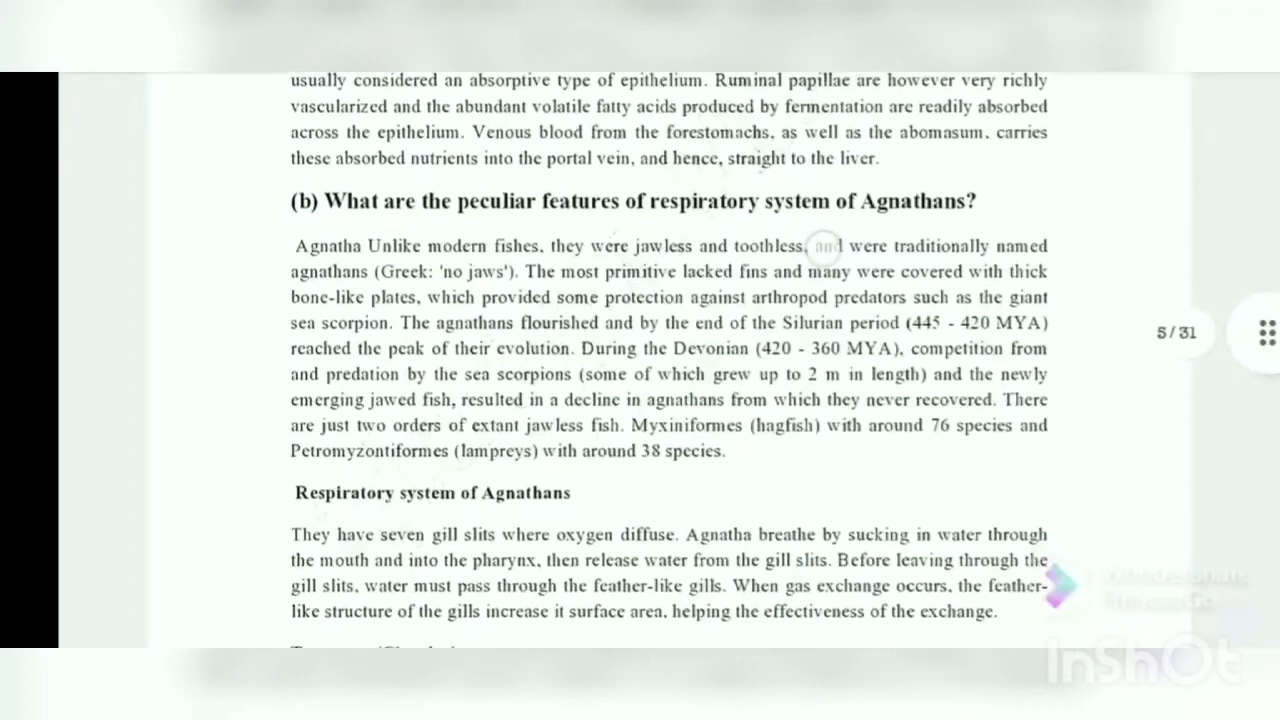 usually considered an absorptive type of epithelium. Ruminal papillae are however very richly
vascularized and the abundant volatile fatty acids produced by fermentation are readily absorbed
across the epithelium. Venous blood from the forestomachs, as well as the abomasum, carries
these absorbed nutrients into the portal vein, and hence, straight to the liver.
(b) What are the peculiar features of respiratory system of Agnathans?
Agnatha Unlike modern fishes, they were jawless and toothless, and were traditionally named
agnathans (Greek: 'no jaws'). The most primitive lacked fins and many were covered with thick
bone-like plates, which provided some protection against arthropod predators such as the giant
sea scorpion. The agnathans flourished and by the end of the Silurian period (445 - 420 MYA)
reached the peak of their evolution. During the Devonian (420 - 360 MYA), competition from
and predation by the sea scorpions (some of which grew up to 2 m in length) and the newly
emerging jawed fish, resulted in a decline in agnathans from which they never recovered. There
are just two orders of extant jawless fish. Myxiniformes (hagfish) with around 76 species and
Petromyzontiformes (lampreys) with around 38 species.
5/31
Respiratory system of Agnathans
They have seven gill slits where oxygen diffuse. Agnatha breathe by sucking in water through
the mouth and into the pharynx, then release water from the gill slits. Before leaving through the
gill slits, water must pass through the feather-like gills. When gas exchange occurs, the feather-
like structure of the gills increase it surface area, helping the effectiveness of the exchange.
InShOt